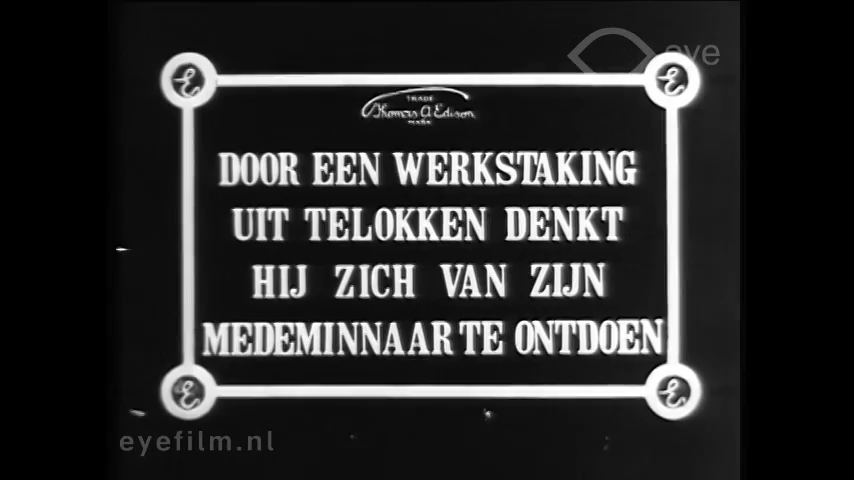 eye
E E
TRADE
Thomas A Edison
MARK
DOOR EEN WERKSTAKING
UIT TELOKKEN DENKT
HIJ ZICH VAN ZIJN
MEDEMINNAAR TE ONTDOEN
E E
eyefilm.nl